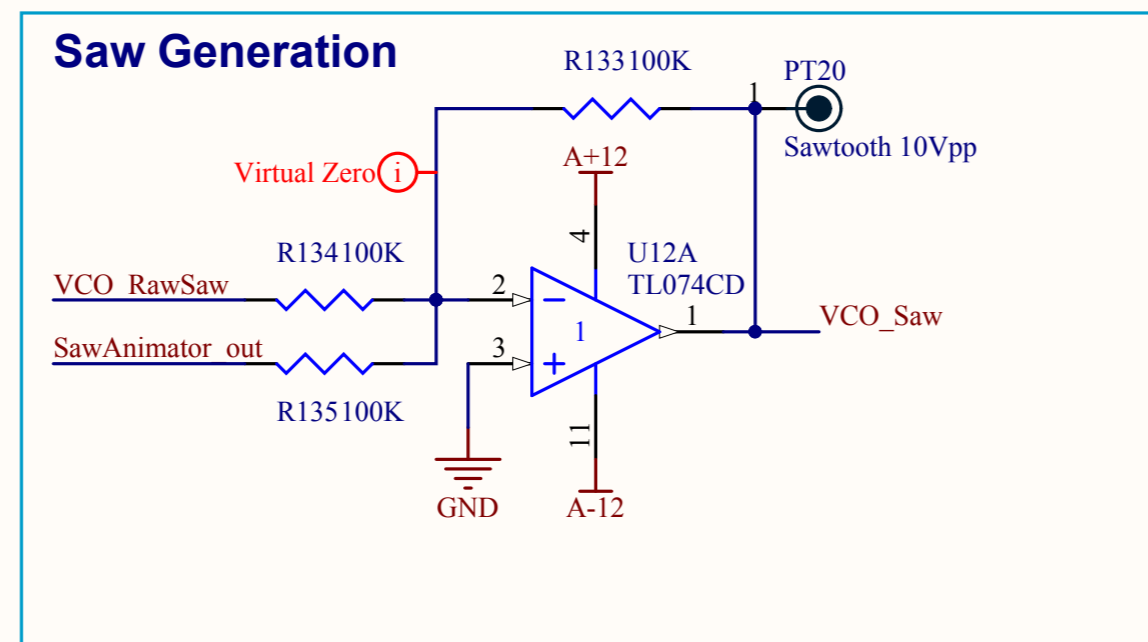 Saw Generation
R133100K
PT20
1
Sawtooth 10Vpp
A+12
Virtual Zero i
4
U12A
TL074CD
R134100K
VCO_RawSaw
2
1
1
VCO_Saw
SawAnimator_out
3
R135100K
11
GND
A-12